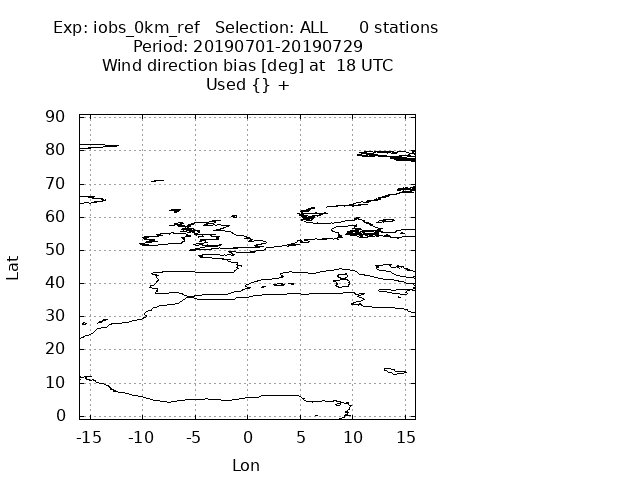 Exp: iobs_0km_ref   Selection: ALL      0 stations
Period: 20190701-20190729
Wind direction bias [deg] at  18 UTC
Used {} +
90
80
70
60
50
40
30
20
10
0
Lat
-15 -10 -5 0 5 10 15
Lon